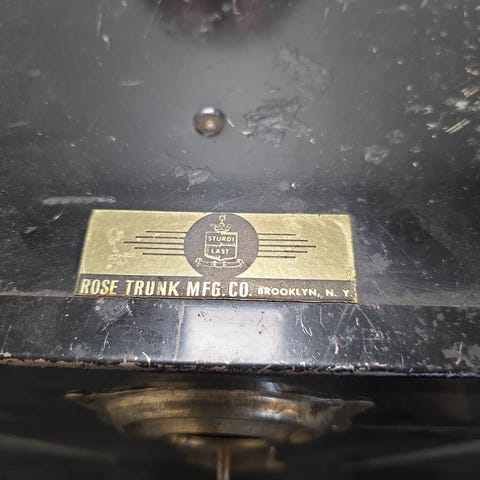 STURDI
LAST
ROSE TRUNK MFG. CO. BROOKLYN, N. Y.